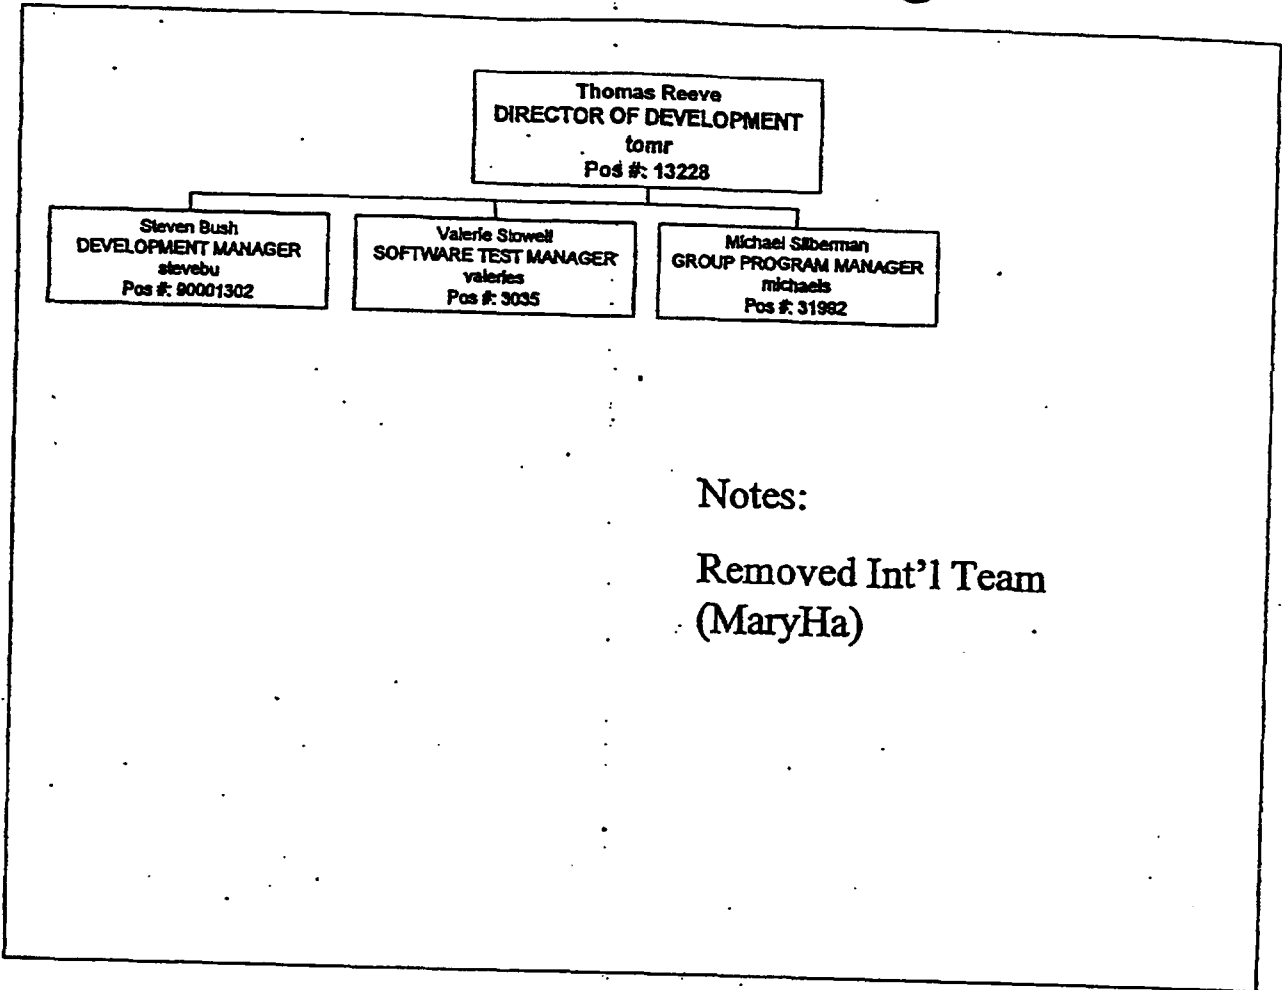 Thomas Reeve
DIRECTOR OF DEVELOPMENT
tomr
Pos #: 13228
Steven Bush
DEVELOPMENT MANAGER
stevebu
Pos #: 90001302
Valerie Stowell
SOFTWARE TEST MANAGER
valeries
Pos #: 3035
Michael Silberman
GROUP PROGRAM MANAGER
michaels
Pos #: 31992
Notes:
Removed Int'l Team
(MaryHa)